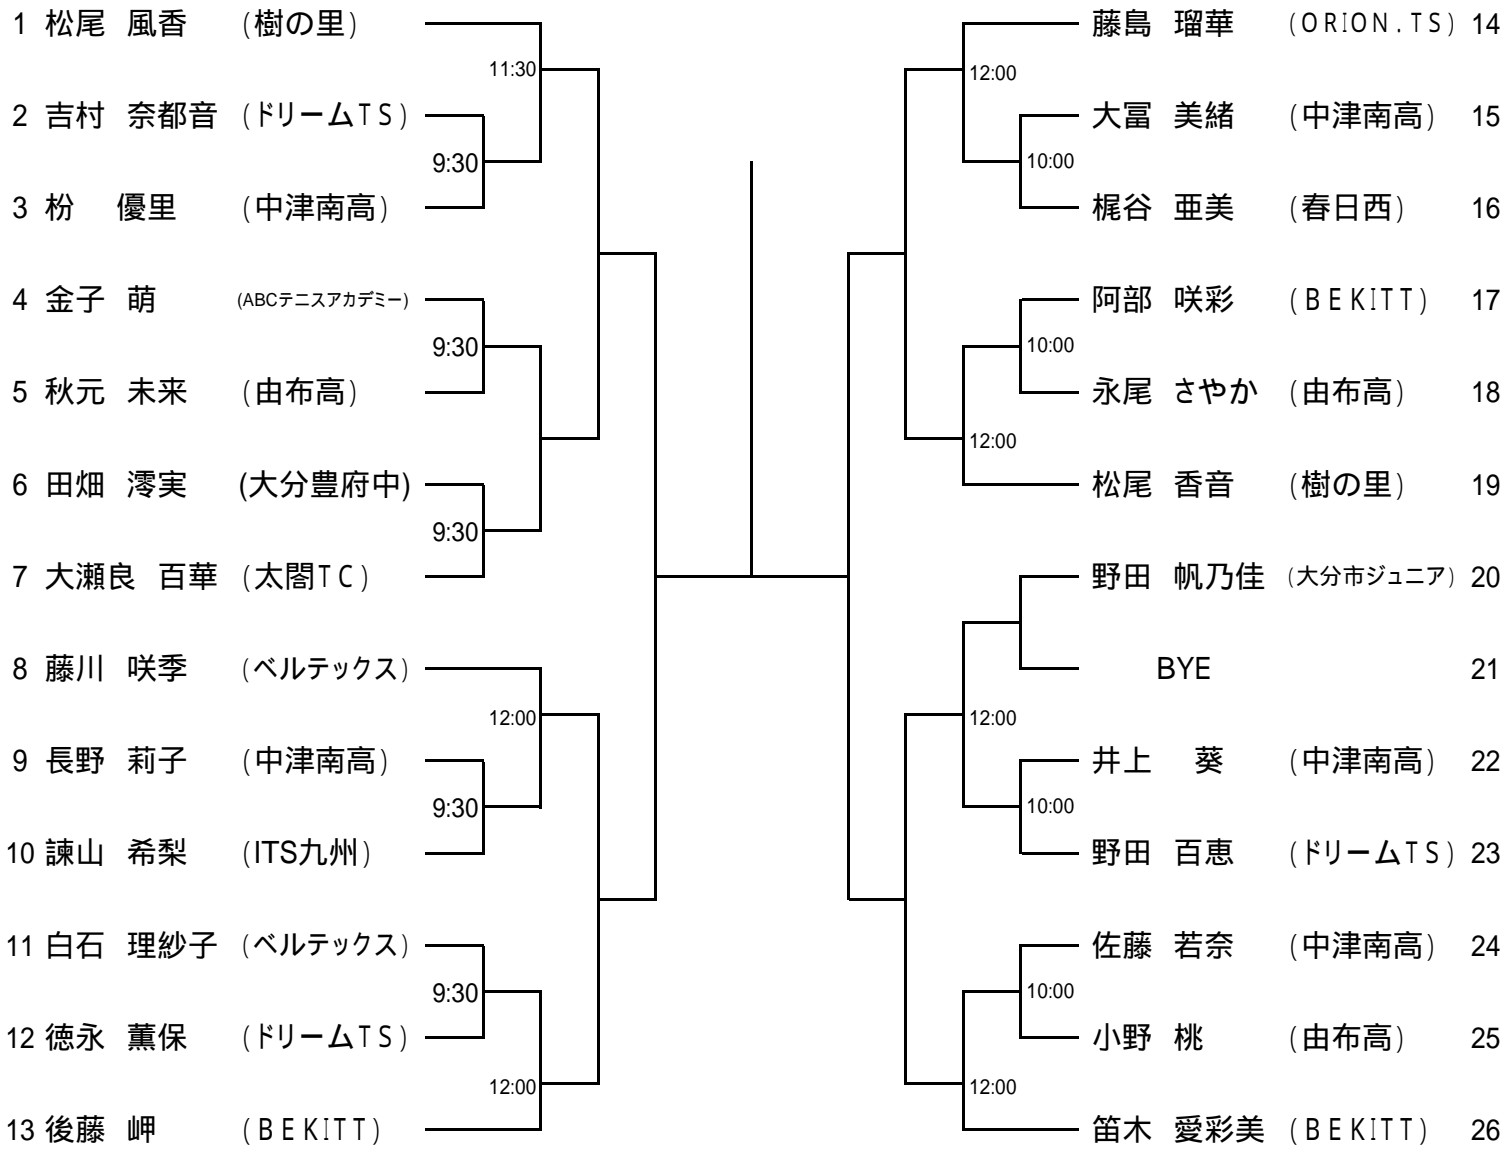 1 松尾 風香 (樹の里)
11:30
2 吉村 奈都音 (ドリームTS)
9:30
3 枌 優里 (中津南高)
4 金子 萌 (ABCテニスアカデミー)
9:30
5 秋元 未来 (由布高)
6 田畑 澪実 (大分豊府中)
9:30
7 大瀬良 百華 (太閤TC)
8 藤川 咲季 (ベルテックス)
12:00
9 長野 莉子 (中津南高)
9:30
10 諫山 希梨 (ITS九州)
11 白石 理紗子 (ベルテックス)
9:30
12 徳永 薫保 (ドリームTS)
12:00
13 後藤 岬 (BEKITT)
藤島 瑠華 (ORION.TS) 14
12:00
大冨 美緒 (中津南高) 15
10:00
梶谷 亜美 (春日西) 16
阿部 咲彩 (BEKITT) 17
10:00
永尾 さやか (由布高) 18
12:00
松尾 香音 (樹の里) 19
野田 帆乃佳 (大分市ジュニア) 20
BYE 21
12:00
井上 葵 (中津南高) 22
10:00
野田 百恵 (ドリームTS) 23
佐藤 若奈 (中津南高) 24
10:00
小野 桃 (由布高) 25
12:00
笛木 愛彩美 (BEKITT) 26